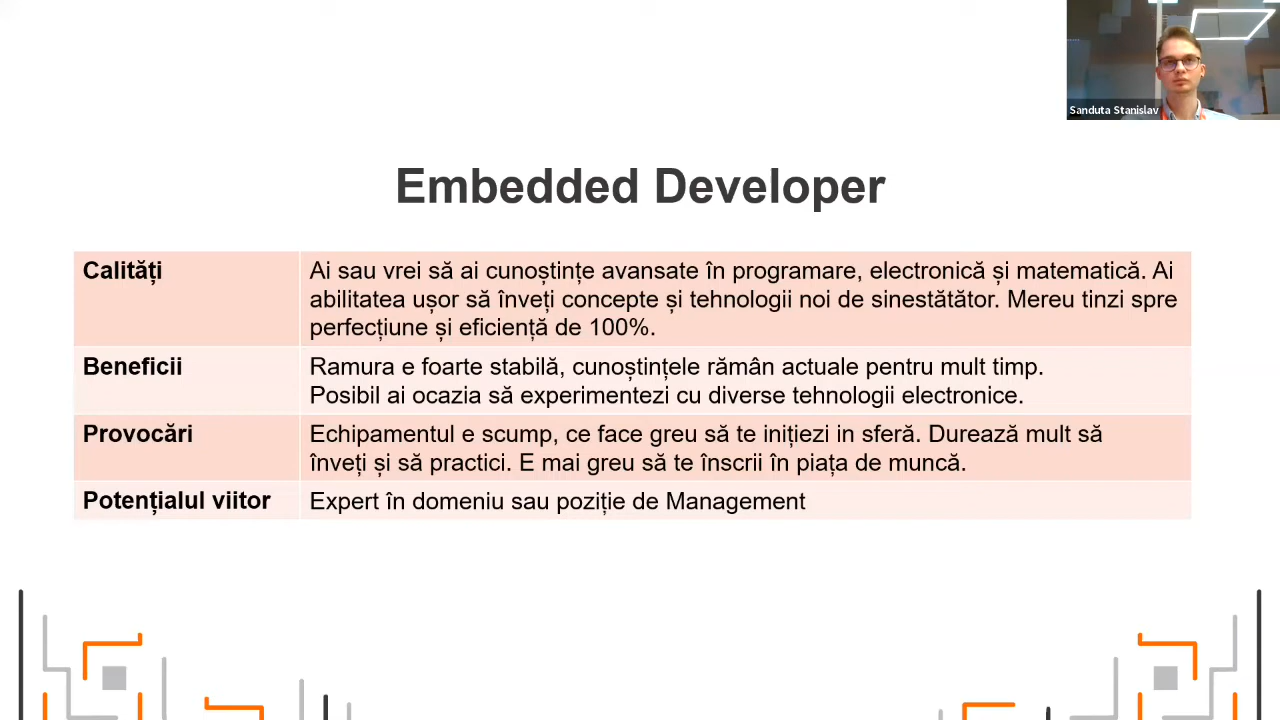 Sanduta Stanislav
Embedded Developer
Calități
Ai sau vrei să ai cunoștințe avansate în programare, electronică și matematică. Ai
abilitatea ușor să înveți concepte și tehnologii noi de sinestătător. Mereu tinzi spre
perfecțiune și eficiență de 100%.
Beneficii
Ramura e foarte stabilă, cunoștințele rămân actuale pentru mult timp.
Posibil ai ocazia să experimentezi cu diverse tehnologii electronice.
Provocări
Echipamentul e scump, ce face greu să te inițiezi in sferă. Durează mult să
înveți și să practici. E mai greu să te înscrii în piața de muncă.
Potențialul viitor
Expert în domeniu sau poziție de Management